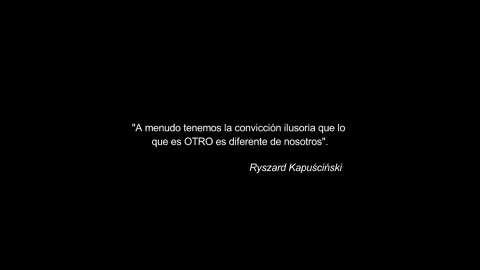 "A menudo tenemos la convicción ilusoria que lo
que es OTRO es diferente de nosotros".
Ryszard Kapuściński